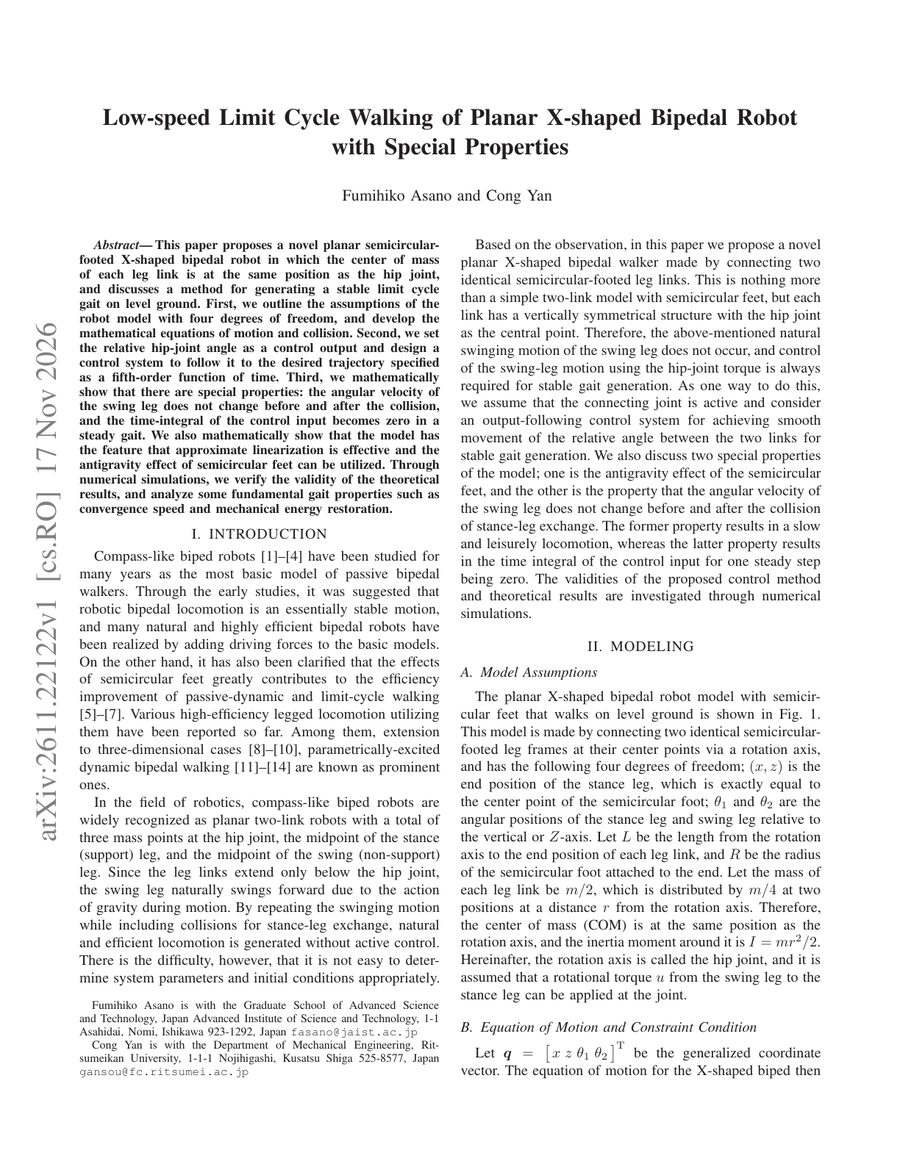 Low-speed Limit Cycle Walking of Planar X-shaped Bipedal Robot
with Special Properties
Fumihiko Asano and Cong Yan
arXiv:2611.22122v1 [cs.RO] 17 Nov 2026
Abstract— This paper proposes a novel planar semicircular-
footed X-shaped bipedal robot in which the center of mass
of each leg link is at the same position as the hip joint,
and discusses a method for generating a stable limit cycle
gait on level ground. First, we outline the assumptions of the
robot model with four degrees of freedom, and develop the
mathematical equations of motion and collision. Second, we set
the relative hip-joint angle as a control output and design a
control system to follow it to the desired trajectory specified
as a fifth-order function of time. Third, we mathematically
show that there are special properties: the angular velocity of
the swing leg does not change before and after the collision,
and the time-integral of the control input becomes zero in a
steady gait. We also mathematically show that the model has
the feature that approximate linearization is effective and the
antigravity effect of semicircular feet can be utilized. Through
numerical simulations, we verify the validity of the theoretical
results, and analyze some fundamental gait properties such as
convergence speed and mechanical energy restoration.
I. INTRODUCTION
Compass-like biped robots [1]–[4] have been studied for
many years as the most basic model of passive bipedal
walkers. Through the early studies, it was suggested that
robotic bipedal locomotion is an essentially stable motion,
and many natural and highly efficient bipedal robots have
been realized by adding driving forces to the basic models.
On the other hand, it has also been clarified that the effects
of semicircular feet greatly contributes to the efficiency
improvement of passive-dynamic and limit-cycle walking
[5]–[7]. Various high-efficiency legged locomotion utilizing
them have been reported so far. Among them, extension
to three-dimensional cases [8]–[10], parametrically-excited
dynamic bipedal walking [11]–[14] are known as prominent
ones.
In the field of robotics, compass-like biped robots are
widely recognized as planar two-link robots with a total of
three mass points at the hip joint, the midpoint of the stance
(support) leg, and the midpoint of the swing (non-support)
leg. Since the leg links extend only below the hip joint,
the swing leg naturally swings forward due to the action
of gravity during motion. By repeating the swinging motion
while including collisions for stance-leg exchange, natural
and efficient locomotion is generated without active control.
There is the difficulty, however, that it is not easy to deter-
mine system parameters and initial conditions appropriately.
Fumihiko Asano is with the Graduate School of Advanced Science
and Technology, Japan Advanced Institute of Science and Technology, 1-1
Asahidai, Nomi, Ishikawa 923-1292, Japan fasano@jaist.ac.jp
Cong Yan is with the Department of Mechanical Engineering, Rit-
sumeikan University, 1-1-1 Nojihigashi, Kusatsu Shiga 525-8577, Japan
gansou@fc.ritsumei.ac.jp
Based on the observation, in this paper we propose a novel
planar X-shaped bipedal walker made by connecting two
identical semicircular-footed leg links. This is nothing more
than a simple two-link model with semicircular feet, but each
link has a vertically symmetrical structure with the hip joint
as the central point. Therefore, the above-mentioned natural
swinging motion of the swing leg does not occur, and control
of the swing-leg motion using the hip-joint torque is always
required for stable gait generation. As one way to do this,
we assume that the connecting joint is active and consider
an output-following control system for achieving smooth
movement of the relative angle between the two links for
stable gait generation. We also discuss two special properties
of the model; one is the antigravity effect of the semicircular
feet, and the other is the property that the angular velocity of
the swing leg does not change before and after the collision
of stance-leg exchange. The former property results in a slow
and leisurely locomotion, whereas the latter property results
in the time integral of the control input for one steady step
being zero. The validities of the proposed control method
and theoretical results are investigated through numerical
simulations.
II. MODELING
A. Model Assumptions
The planar X-shaped bipedal robot model with semicir-
cular feet that walks on level ground is shown in Fig. 1.
This model is made by connecting two identical semicircular-
footed leg frames at their center points via a rotation axis,
and has the following four degrees of freedom; (x, z) is the
end position of the stance leg, which is exactly equal to
the center point of the semicircular foot; θ1 and θ2 are the
angular positions of the stance leg and swing leg relative to
the vertical or Z-axis. Let L be the length from the rotation
axis to the end position of each leg link, and R be the radius
of the semicircular foot attached to the end. Let the mass of
each leg link be m/2, which is distributed by m/4 at two
positions at a distance r from the rotation axis. Therefore,
the center of mass (COM) is at the same position as the
rotation axis, and the inertia moment around it is I = mr²/2.
Hereinafter, the rotation axis is called the hip joint, and it is
assumed that a rotational torque u from the swing leg to the
stance leg can be applied at the joint.
B. Equation of Motion and Constraint Condition
Let q = [ x z θ1 θ2 ]ᵀ be the generalized coordinate
vector. The equation of motion for the X-shaped biped then